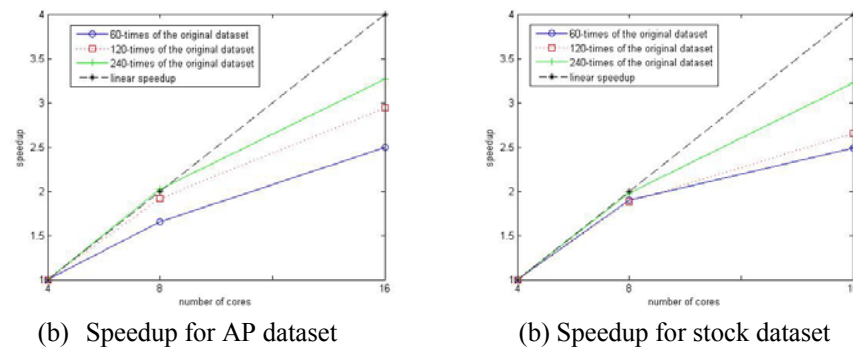 4
3.5
3
2.5
2
1.5
1
speedup
60-times of the original dataset
120-times of the original dataset
240-times of the original dataset
linear speedup
4
8
16
number of cores
(b) Speedup for AP dataset
4
3.5
3
2.5
2
1.5
1
speedup
60-times of the original dataset
120-times of the original dataset
240-times of the original dataset
linear speedup
4
8
number of cores
(b) Speedup for stock dataset